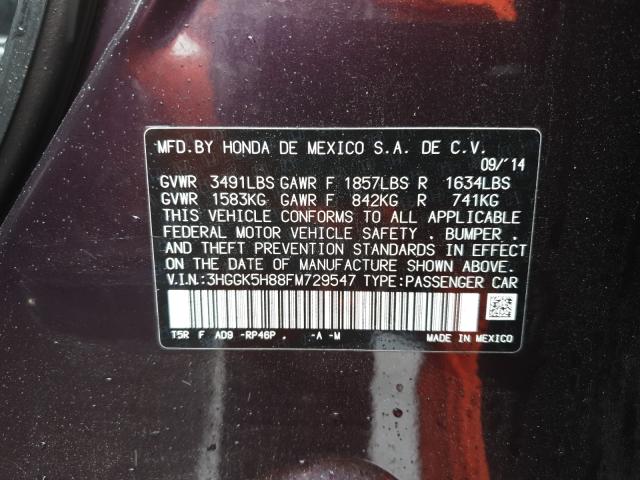 MFD.BY HONDA DE MEXICO S.A. DE C.V.
09/'14
GVWR 3491LBS GAWR F 1857LBS R 1634LBS
GVWR 1583KG GAWR F 842KG R 741KG
THIS VEHICLE CONFORMS TO ALL APPLICABLE
FEDERAL MOTOR VEHICLE SAFETY . BUMPER .
AND THEFT PREVENTION STANDARDS IN EFFECT
ON THE DATE OF MANUFACTURE SHOWN ABOVE.
V.I.N.:3HGGK5H88FM729547 TYPE:PASSENGER CAR
T5R F AD9 -RP46P . -A -M
MADE IN MEXICO